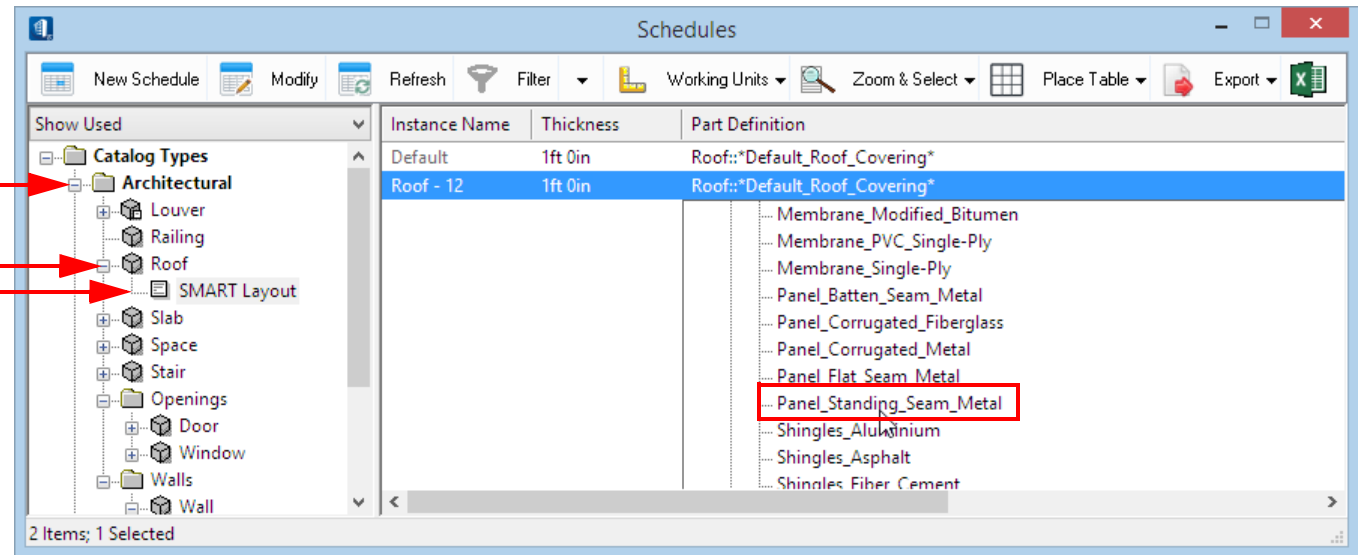 Schedules
New Schedule Modify Refresh Filter Working Units Zoom & Select Place Table Export
Show Used
Instance Name Thickness Part Definition
Catalog Types
Default 1ft 0in Roof::*Default_Roof_Covering*
Architectural
Roof - 12 1ft 0in Roof::*Default_Roof_Covering*
Louver
Membrane_Modified_Bitumen
Railing
Membrane_PVC_Single-Ply
Roof
Membrane_Single-Ply
SMART Layout
Panel_Batten_Seam_Metal
Slab
Panel_Corrugated_Fiberglass
Space
Panel_Corrugated_Metal
Stair
Panel_Flat_Seam_Metal
Openings
Panel_Standing_Seam_Metal
Door
Shingles_Aluminium
Window
Shingles_Asphalt
Walls
Shingles_Fiber_Cement
Wall
2 Items; 1 Selected